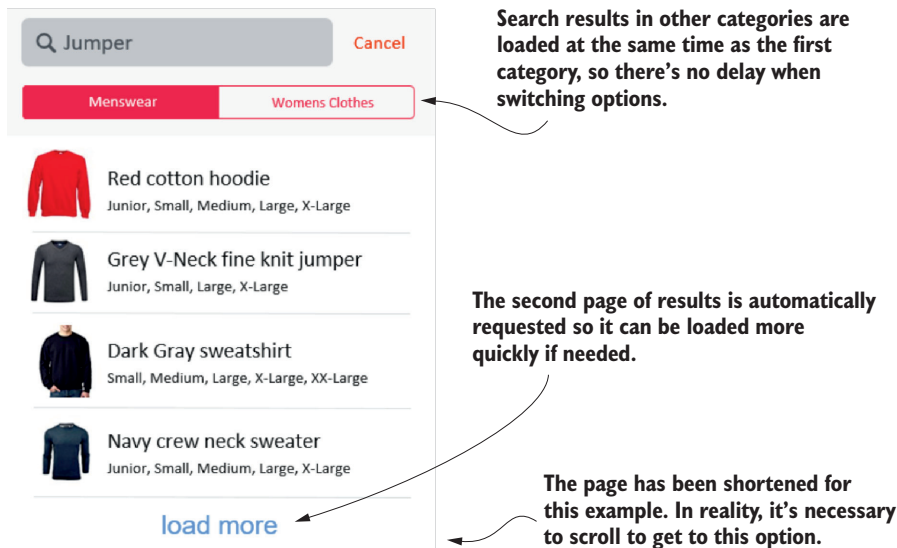 Jumper
Cancel
Menswear
Womens Clothes
Red cotton hoodie
Junior, Small, Medium, Large, X-Large
Grey V-Neck fine knit jumper
Junior, Small, Large, X-Large
Dark Gray sweatshirt
Small, Medium, Large, X-Large, XX-Large
Navy crew neck sweater
Junior, Small, Medium, Large, X-Large
load more
Search results in other categories are
loaded at the same time as the first
category, so there's no delay when
switching options.
The second page of results is automatically
requested so it can be loaded more
quickly if needed.
The page has been shortened for
this example. In reality, it's necessary
to scroll to get to this option.